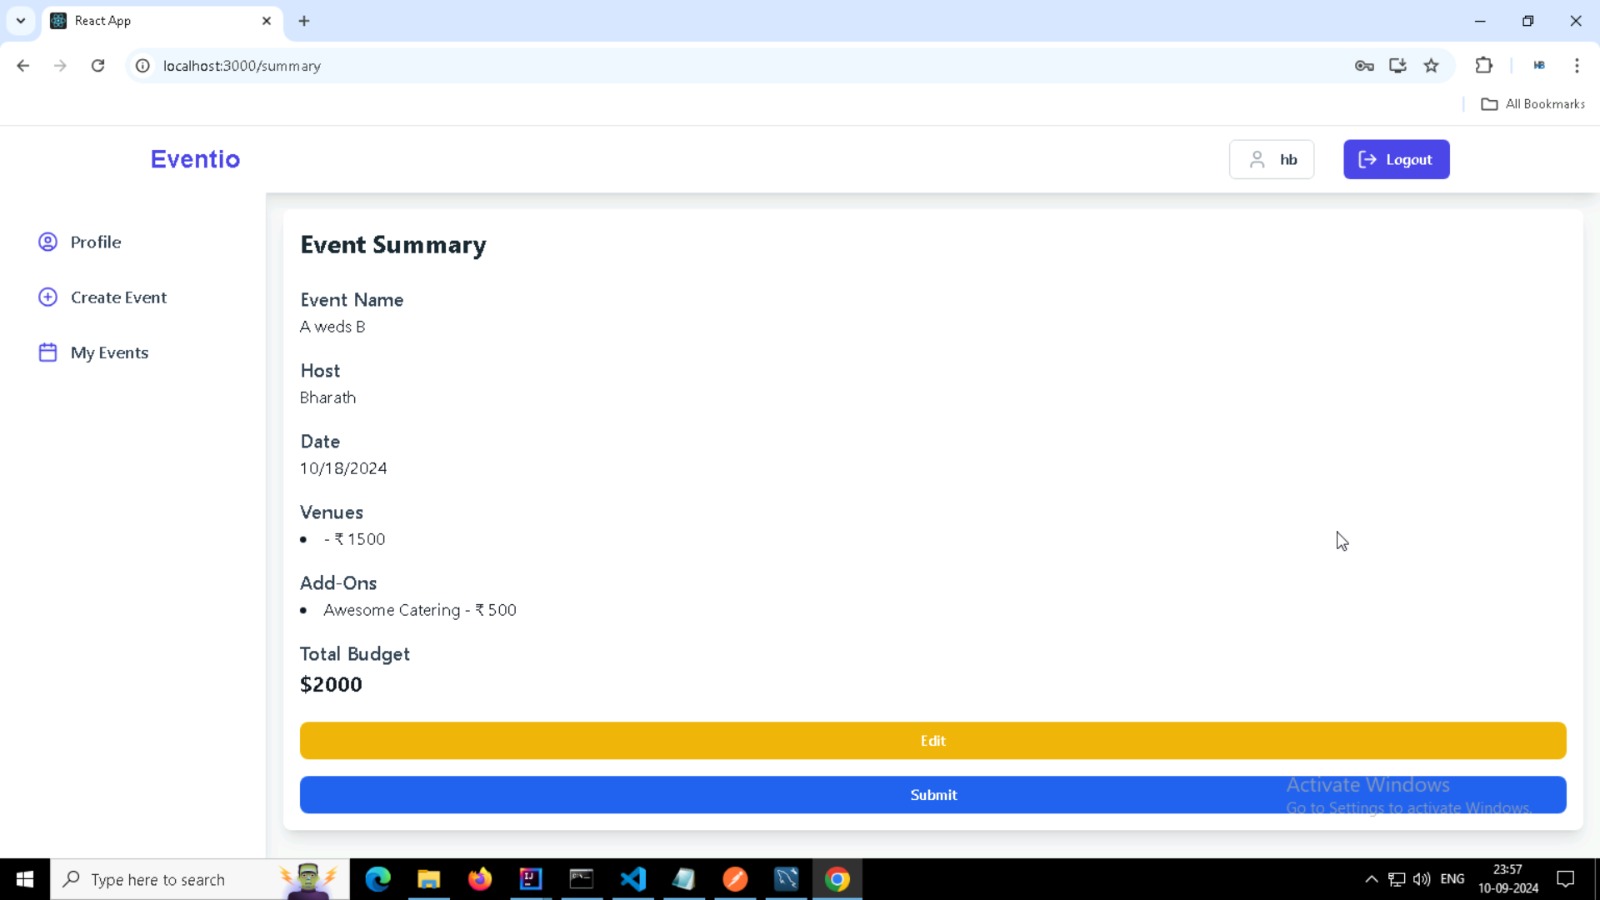 React App
localhost:3000/summary
All Bookmarks
Eventio
hb
Logout
Profile
Create Event
My Events
Event Summary
Event Name
A weds B
Host
Bharath
Date
10/18/2024
Venues
- ₹ 1500
Add-Ons
Awesome Catering - ₹ 500
Total Budget
$2000
Edit
Submit
Activate Windows
Go to Settings to activate Windows.
Type here to search
ENG
23:57
10-09-2024